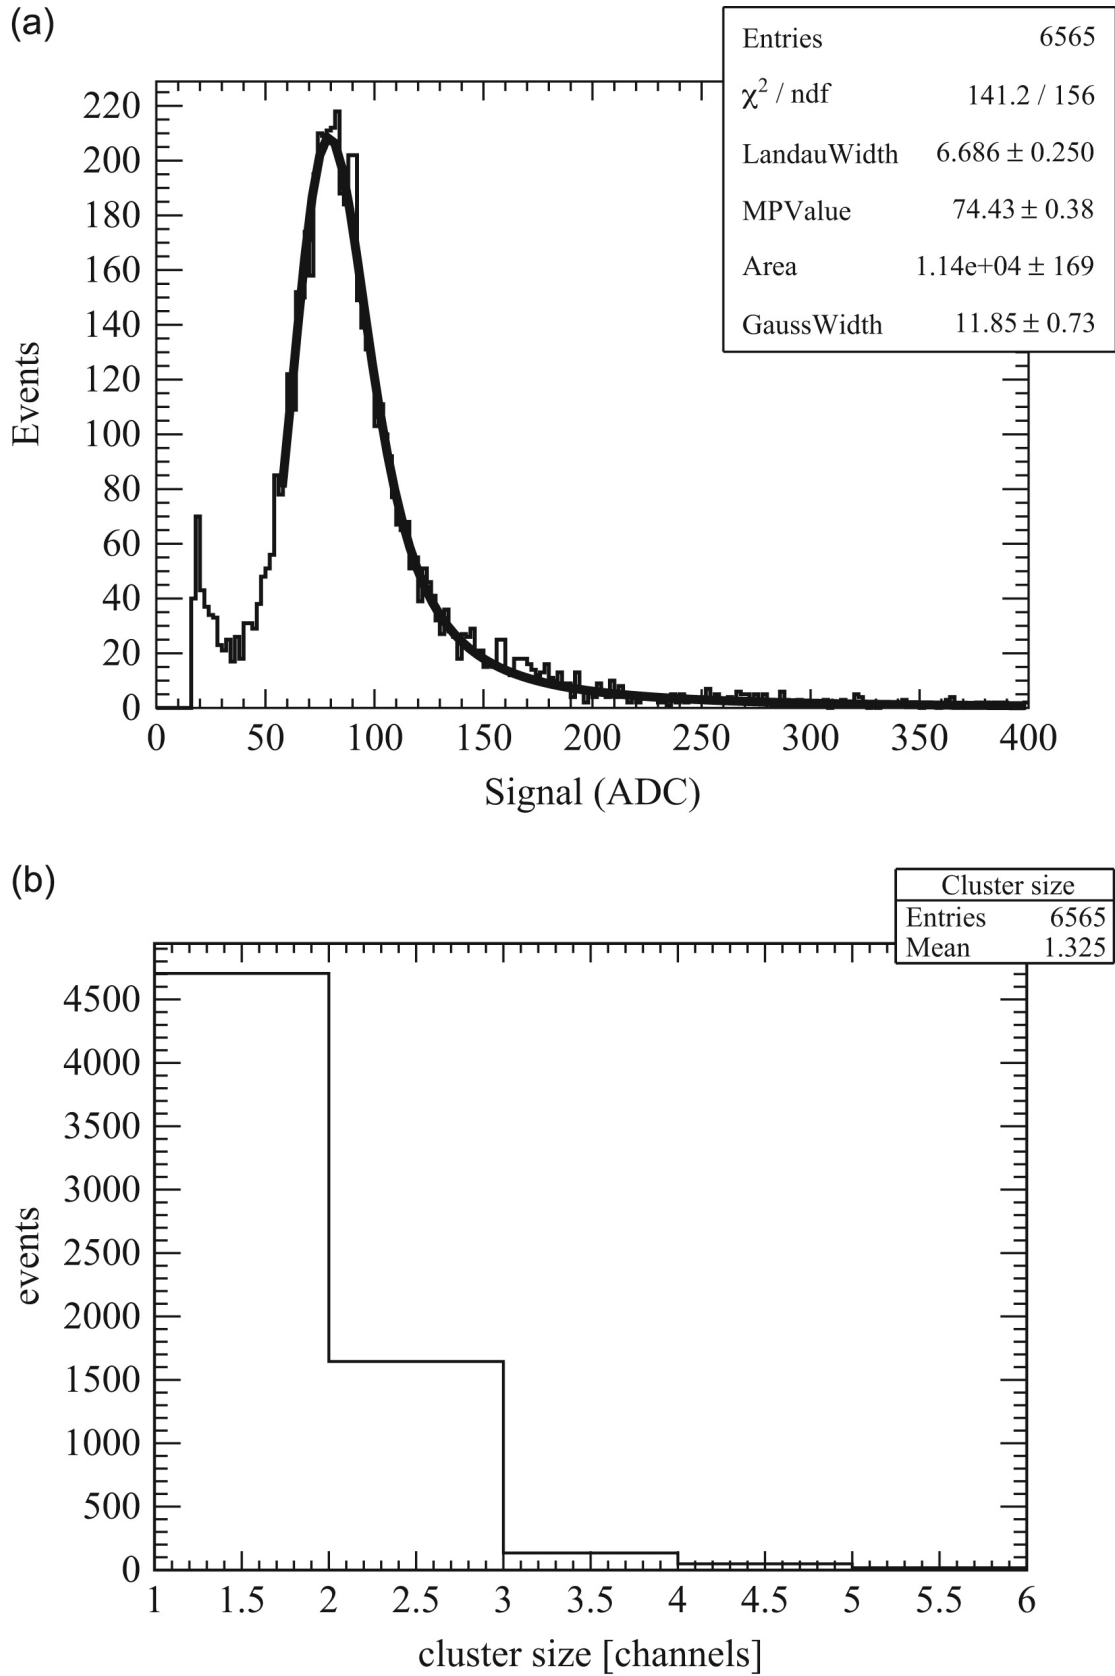 (a)
Entries 6565
χ² / ndf 141.2 / 156
LandauWidth 6.686 ± 0.250
MPValue 74.43 ± 0.38
Area 1.14e+04 ± 169
GaussWidth 11.85 ± 0.73
220
200
180
160
140
120
100
80
60
40
20
0
Events
0 50 100 150 200 250 300 350 400
Signal (ADC)
(b)
Cluster size
Entries 6565
Mean 1.325
4500
4000
3500
3000
2500
2000
1500
1000
500
0
events
1 1.5 2 2.5 3 3.5 4 4.5 5 5.5 6
cluster size [channels]